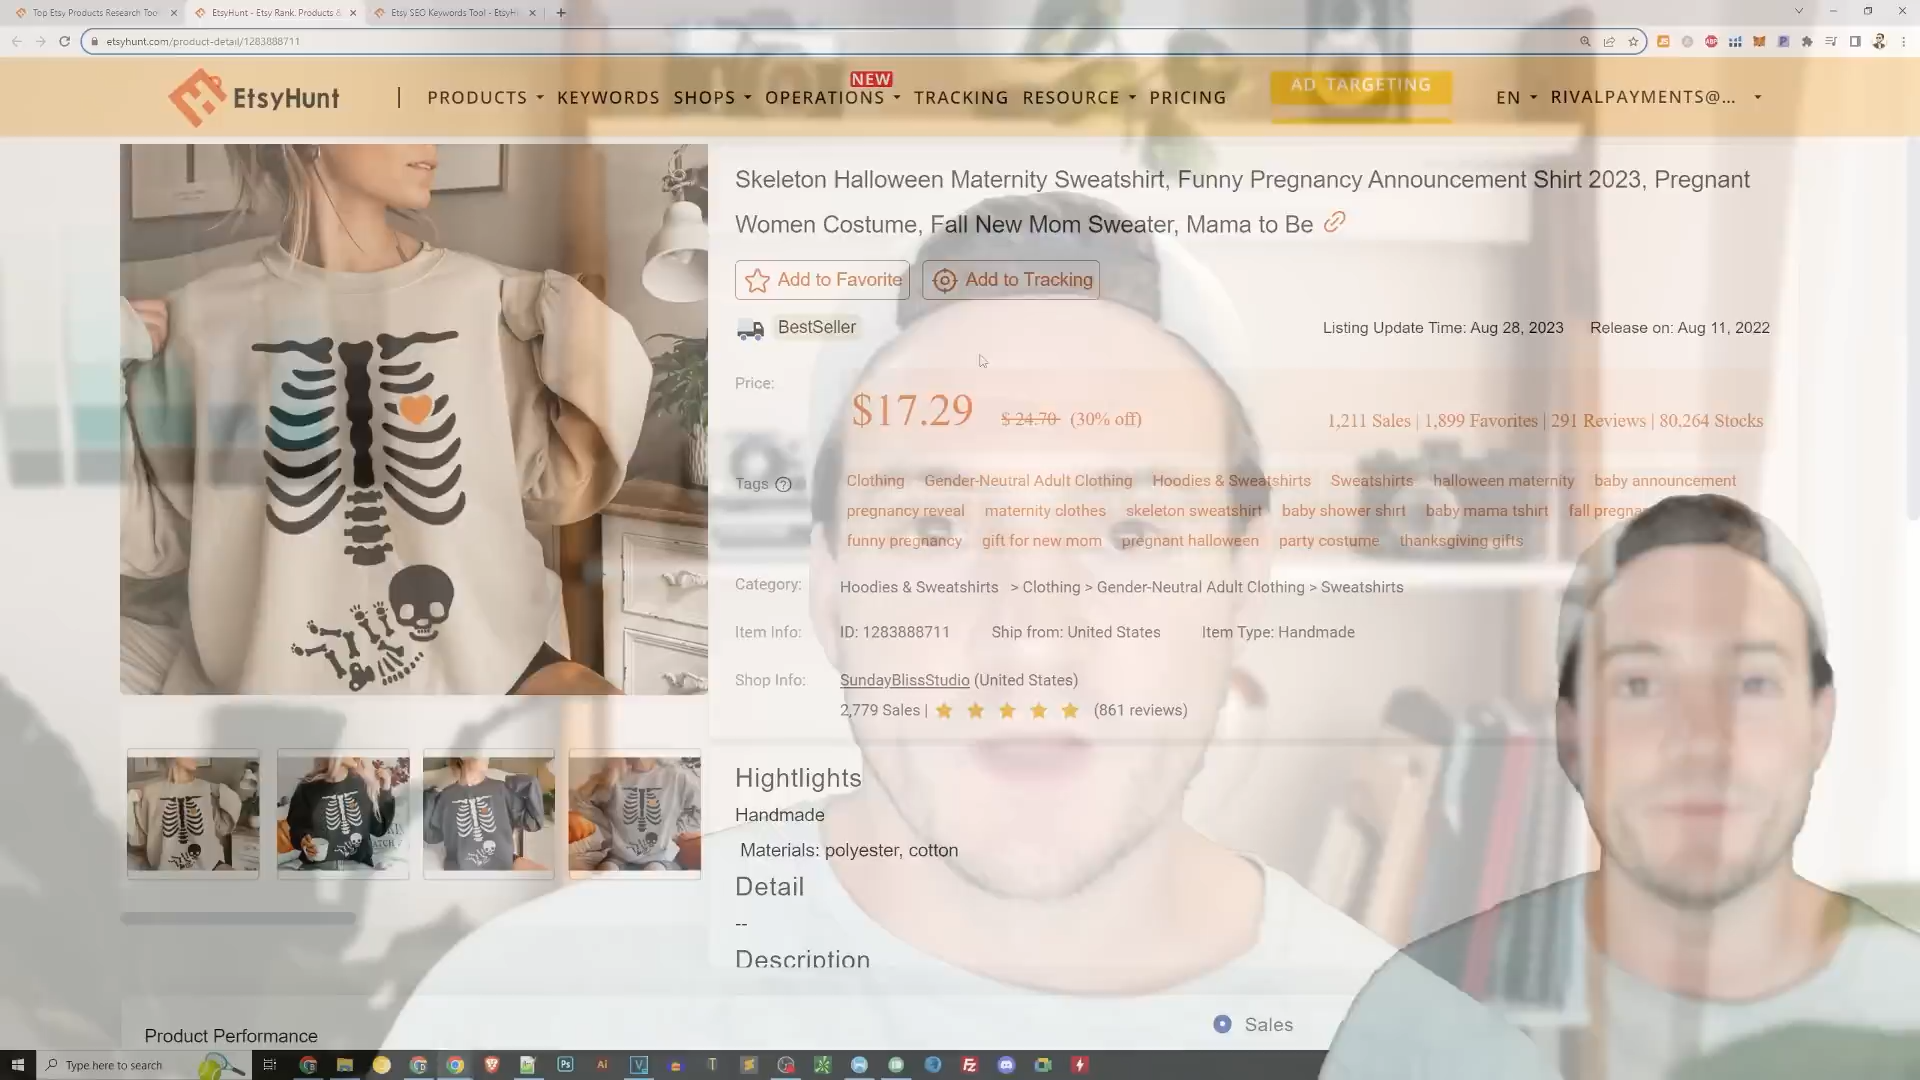 Top Etsy Products Research Too
EtsyHunt - Etsy Rank, Products &
Etsy SEO Keywords Tool - EtsyH
etsyhunt.com/product-detail/1283888711
EtsyHunt
PRODUCTS
KEYWORDS
SHOPS
OPERATIONS
NEW
TRACKING
RESOURCE
PRICING
AD TARGETING
EN
RIVALPAYMENTS@...
Skeleton Halloween Maternity Sweatshirt, Funny Pregnancy Announcement Shirt 2023, Pregnant
Women Costume, Fall New Mom Sweater, Mama to Be
Add to Favorite
Add to Tracking
BestSeller
Listing Update Time: Aug 28, 2023
Release on: Aug 11, 2022
Price:
$17.29 $ 24.70 (30% off)
1,211 Sales | 1,899 Favorites | 291 Reviews | 80,264 Stocks
Tags
Clothing Gender-Neutral Adult Clothing Hoodies & Sweatshirts Sweatshirts halloween maternity baby announcement
pregnancy reveal maternity clothes skeleton sweatshirt baby shower shirt baby mama tshirt fall pregna
funny pregnancy gift for new mom pregnant halloween party costume thanksgiving gifts
Category: Hoodies & Sweatshirts > Clothing > Gender-Neutral Adult Clothing > Sweatshirts
Item Info: ID: 1283888711 Ship from: United States Item Type: Handmade
Shop Info: SundayBlissStudio (United States)
2,779 Sales | (861 reviews)
Hightlights
Handmade
Materials: polyester, cotton
Detail
--
Description
Product Performance
Sales
Type here to search